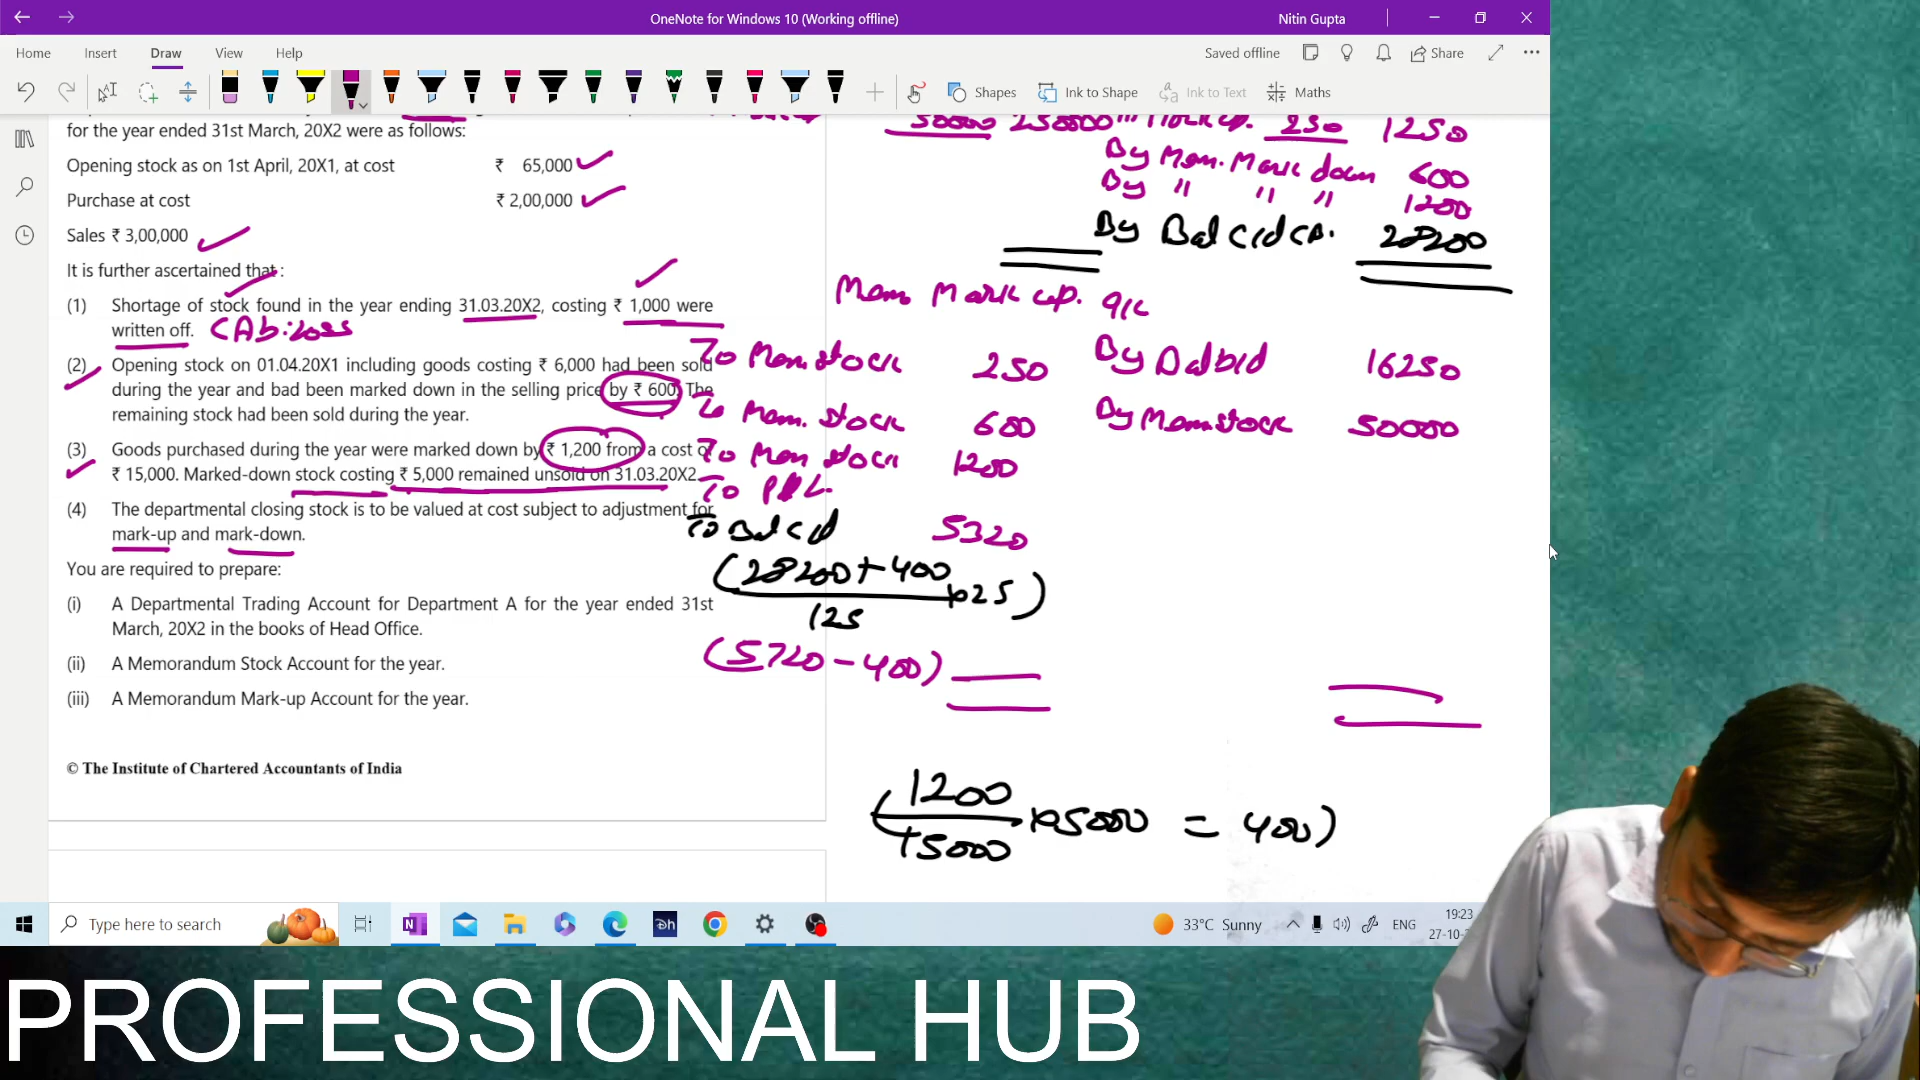 OneNote for Windows 10 (Working offline)
Nitin Gupta
Home Insert Draw View Help
Saved offline Share
Shapes Ink to Shape Ink to Text Maths
for the year ended 31st March, 20X2 were as follows:
Opening stock as on 1st April, 20X1, at cost ₹ 65,000
Purchase at cost ₹ 2,00,000
Sales ₹ 3,00,000
It is further ascertained that :
(1) Shortage of stock found in the year ending 31.03.20X2, costing ₹ 1,000 were
written off. (Ab. loss
(2) Opening stock on 01.04.20X1 including goods costing ₹ 6,000 had been sold
during the year and bad been marked down in the selling price by ₹ 600. The
remaining stock had been sold during the year.
(3) Goods purchased during the year were marked down by ₹ 1,200 from a cost of
₹ 15,000. Marked-down stock costing ₹ 5,000 remained unsold on 31.03.20X2.
(4) The departmental closing stock is to be valued at cost subject to adjustment for
mark-up and mark-down.
You are required to prepare:
(i) A Departmental Trading Account for Department A for the year ended 31st
March, 20X2 in the books of Head Office.
(ii) A Memorandum Stock Account for the year.
(iii) A Memorandum Mark-up Account for the year.
© The Institute of Chartered Accountants of India
50000 250000 250 1250
By Mem. Mark down 600
By " " " 1200
By Bal c/d 28200
Mem. Mark up. a/c
To Mem. stock 250 By Bal b/d 16250
To Mem. stock 600 By Mem stock 50000
To Mem stock 1200
To P&L
To Bal c/d 5320
(28200+400 × 25)
125
(5720-400)
(1200 × 5000 = 400)
15000
Type here to search
33°C Sunny ENG 19:23
27-10-
PROFESSIONAL HUB